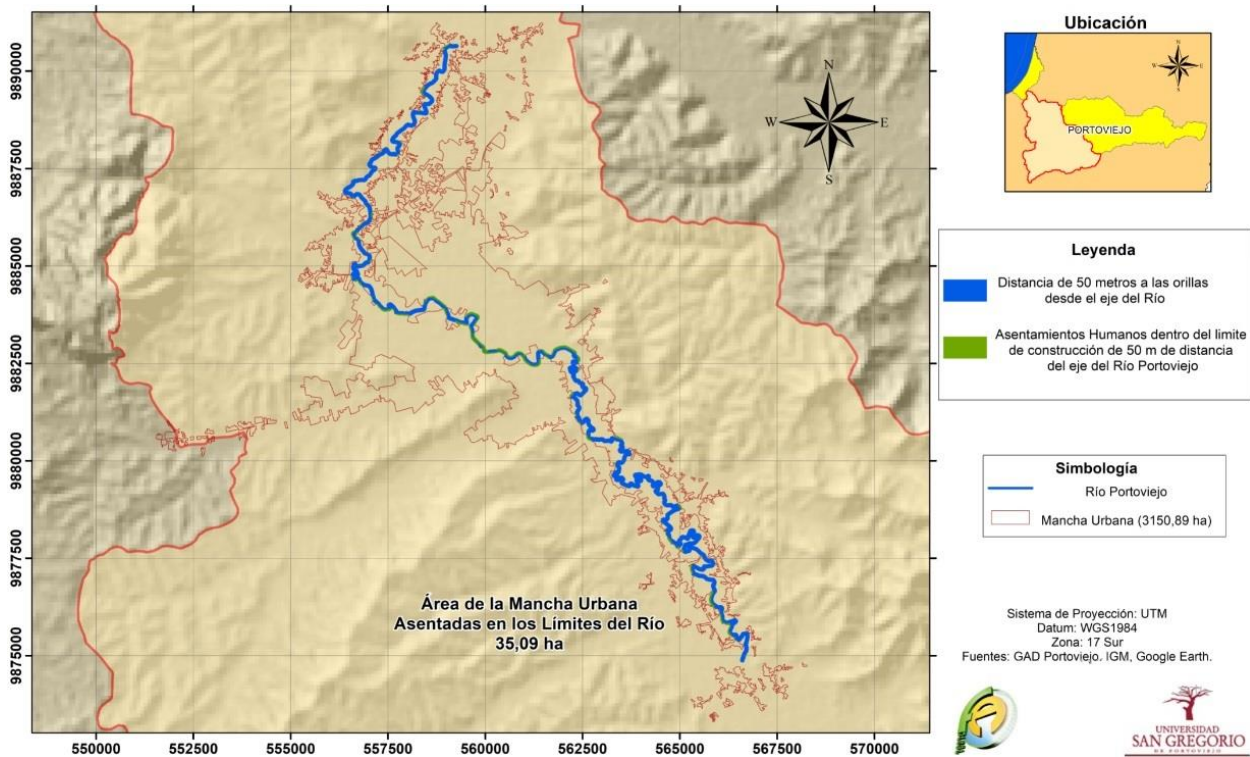 9890000
9887500
9885000
9882500
9880000
9877500
9875000
550000
552500
555000
557500
560000
562500
565000
567500
570000
N
W
E
S
Área de la Mancha Urbana
Asentadas en los Límites del Río
35,09 ha
Ubicación
N
W
E
S
PORTOVIEJO
Leyenda
Distancia de 50 metros a las orillas
desde el eje del Río
Asentamientos Humanos dentro del limite
de construcción de 50 m de distancia
del eje del Río Portoviejo
Simbología
Río Portoviejo
Mancha Urbana (3150,89 ha)
Sistema de Proyección: UTM
Datum: WGS1984
Zona: 17 Sur
Fuentes: GAD Portoviejo. IGM, Google Earth.
UNIVERSIDAD
SAN GREGORIO
DE PORTOVIEJO